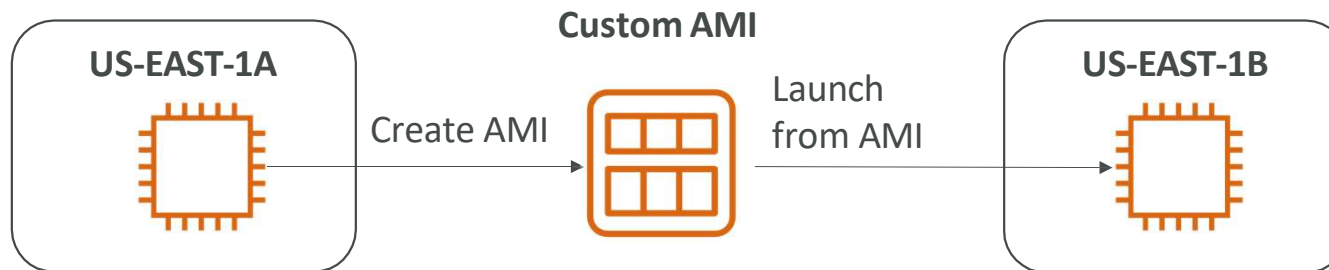 Custom AMI
US-EAST-1A
US-EAST-1B
Create AMI
Launch
from AMI